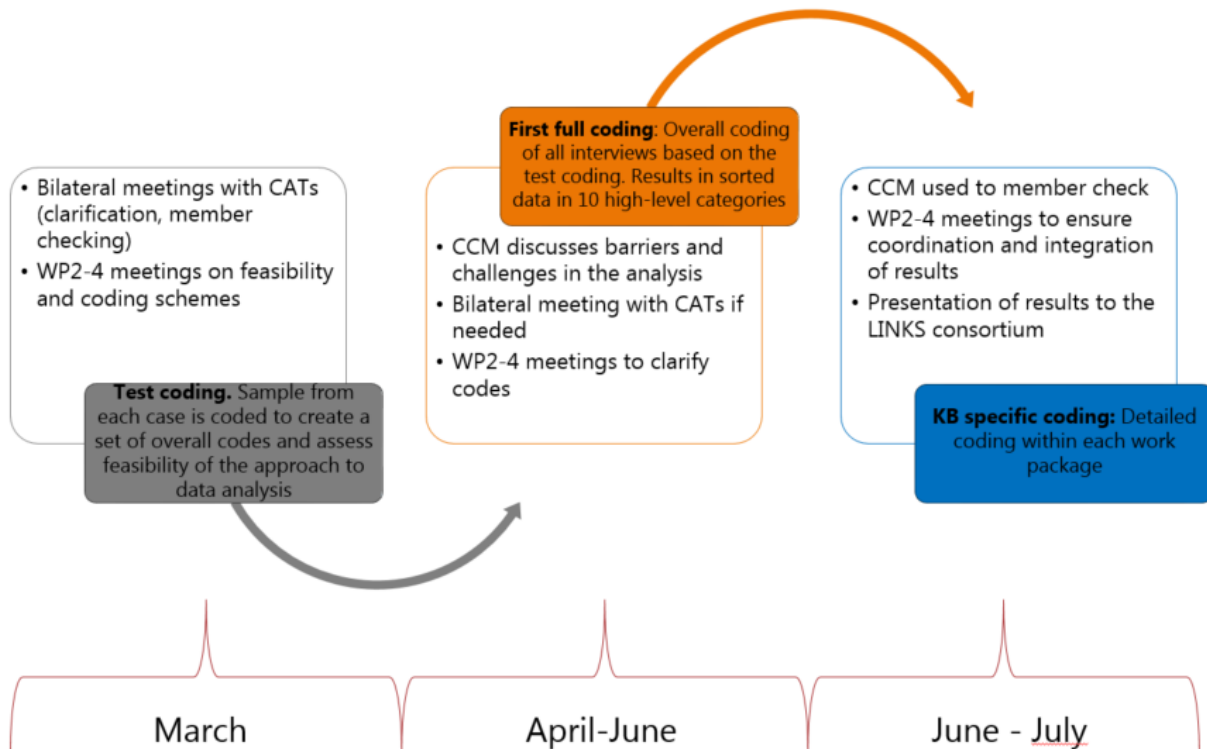 • Bilateral meetings with CATs
(clarification, member
checking)
• WP2-4 meetings on feasibility
and coding schemes
Test coding. Sample from
each case is coded to create a
set of overall codes and assess
feasibility of the approach to
data analysis
First full coding: Overall coding
of all interviews based on the
test coding. Results in sorted
data in 10 high-level categories
• CCM discusses barriers and
challenges in the analysis
• Bilateral meeting with CATs if
needed
• WP2-4 meetings to clarify
codes
• CCM used to member check
• WP2-4 meetings to ensure
coordination and integration
of results
• Presentation of results to the
LINKS consortium
KB specific coding: Detailed
coding within each work
package
March
April-June
June - July